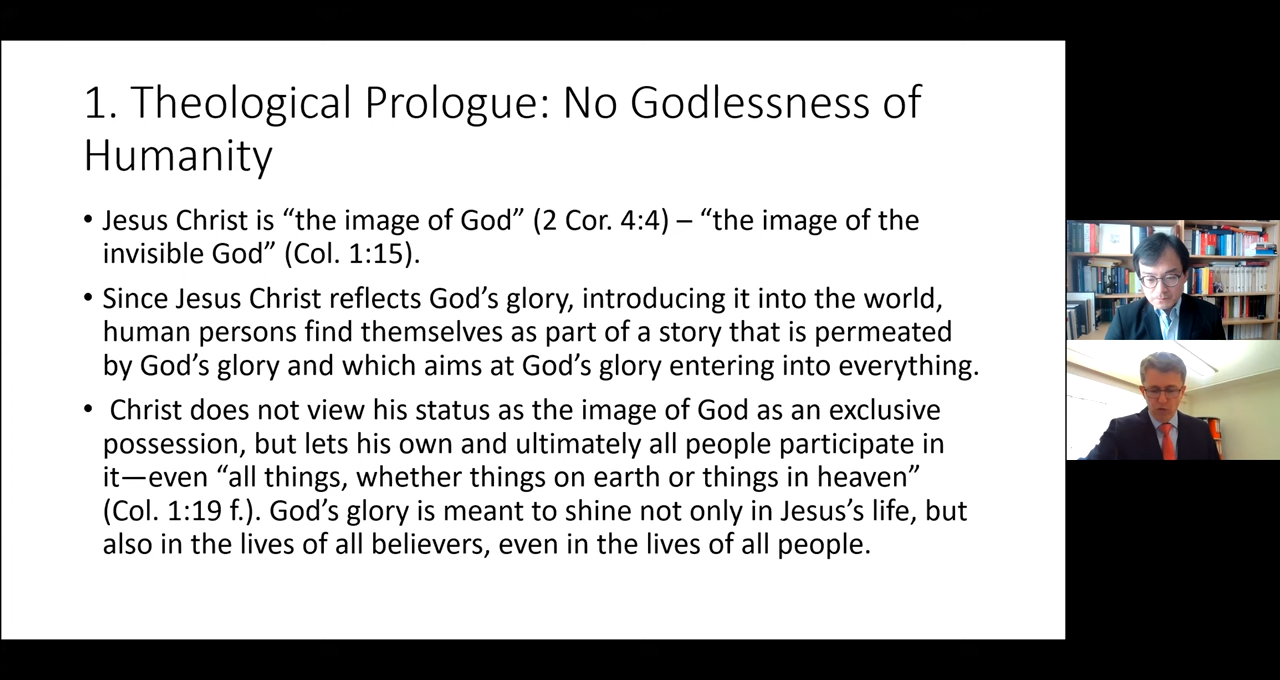 1. Theological Prologue: No Godlessness of
Humanity
• Jesus Christ is “the image of God” (2 Cor. 4:4) – “the image of the
invisible God” (Col. 1:15).
• Since Jesus Christ reflects God’s glory, introducing it into the world,
human persons find themselves as part of a story that is permeated
by God’s glory and which aims at God’s glory entering into everything.
• Christ does not view his status as the image of God as an exclusive
possession, but lets his own and ultimately all people participate in
it—even “all things, whether things on earth or things in heaven”
(Col. 1:19 f.). God’s glory is meant to shine not only in Jesus’s life, but
also in the lives of all believers, even in the lives of all people.